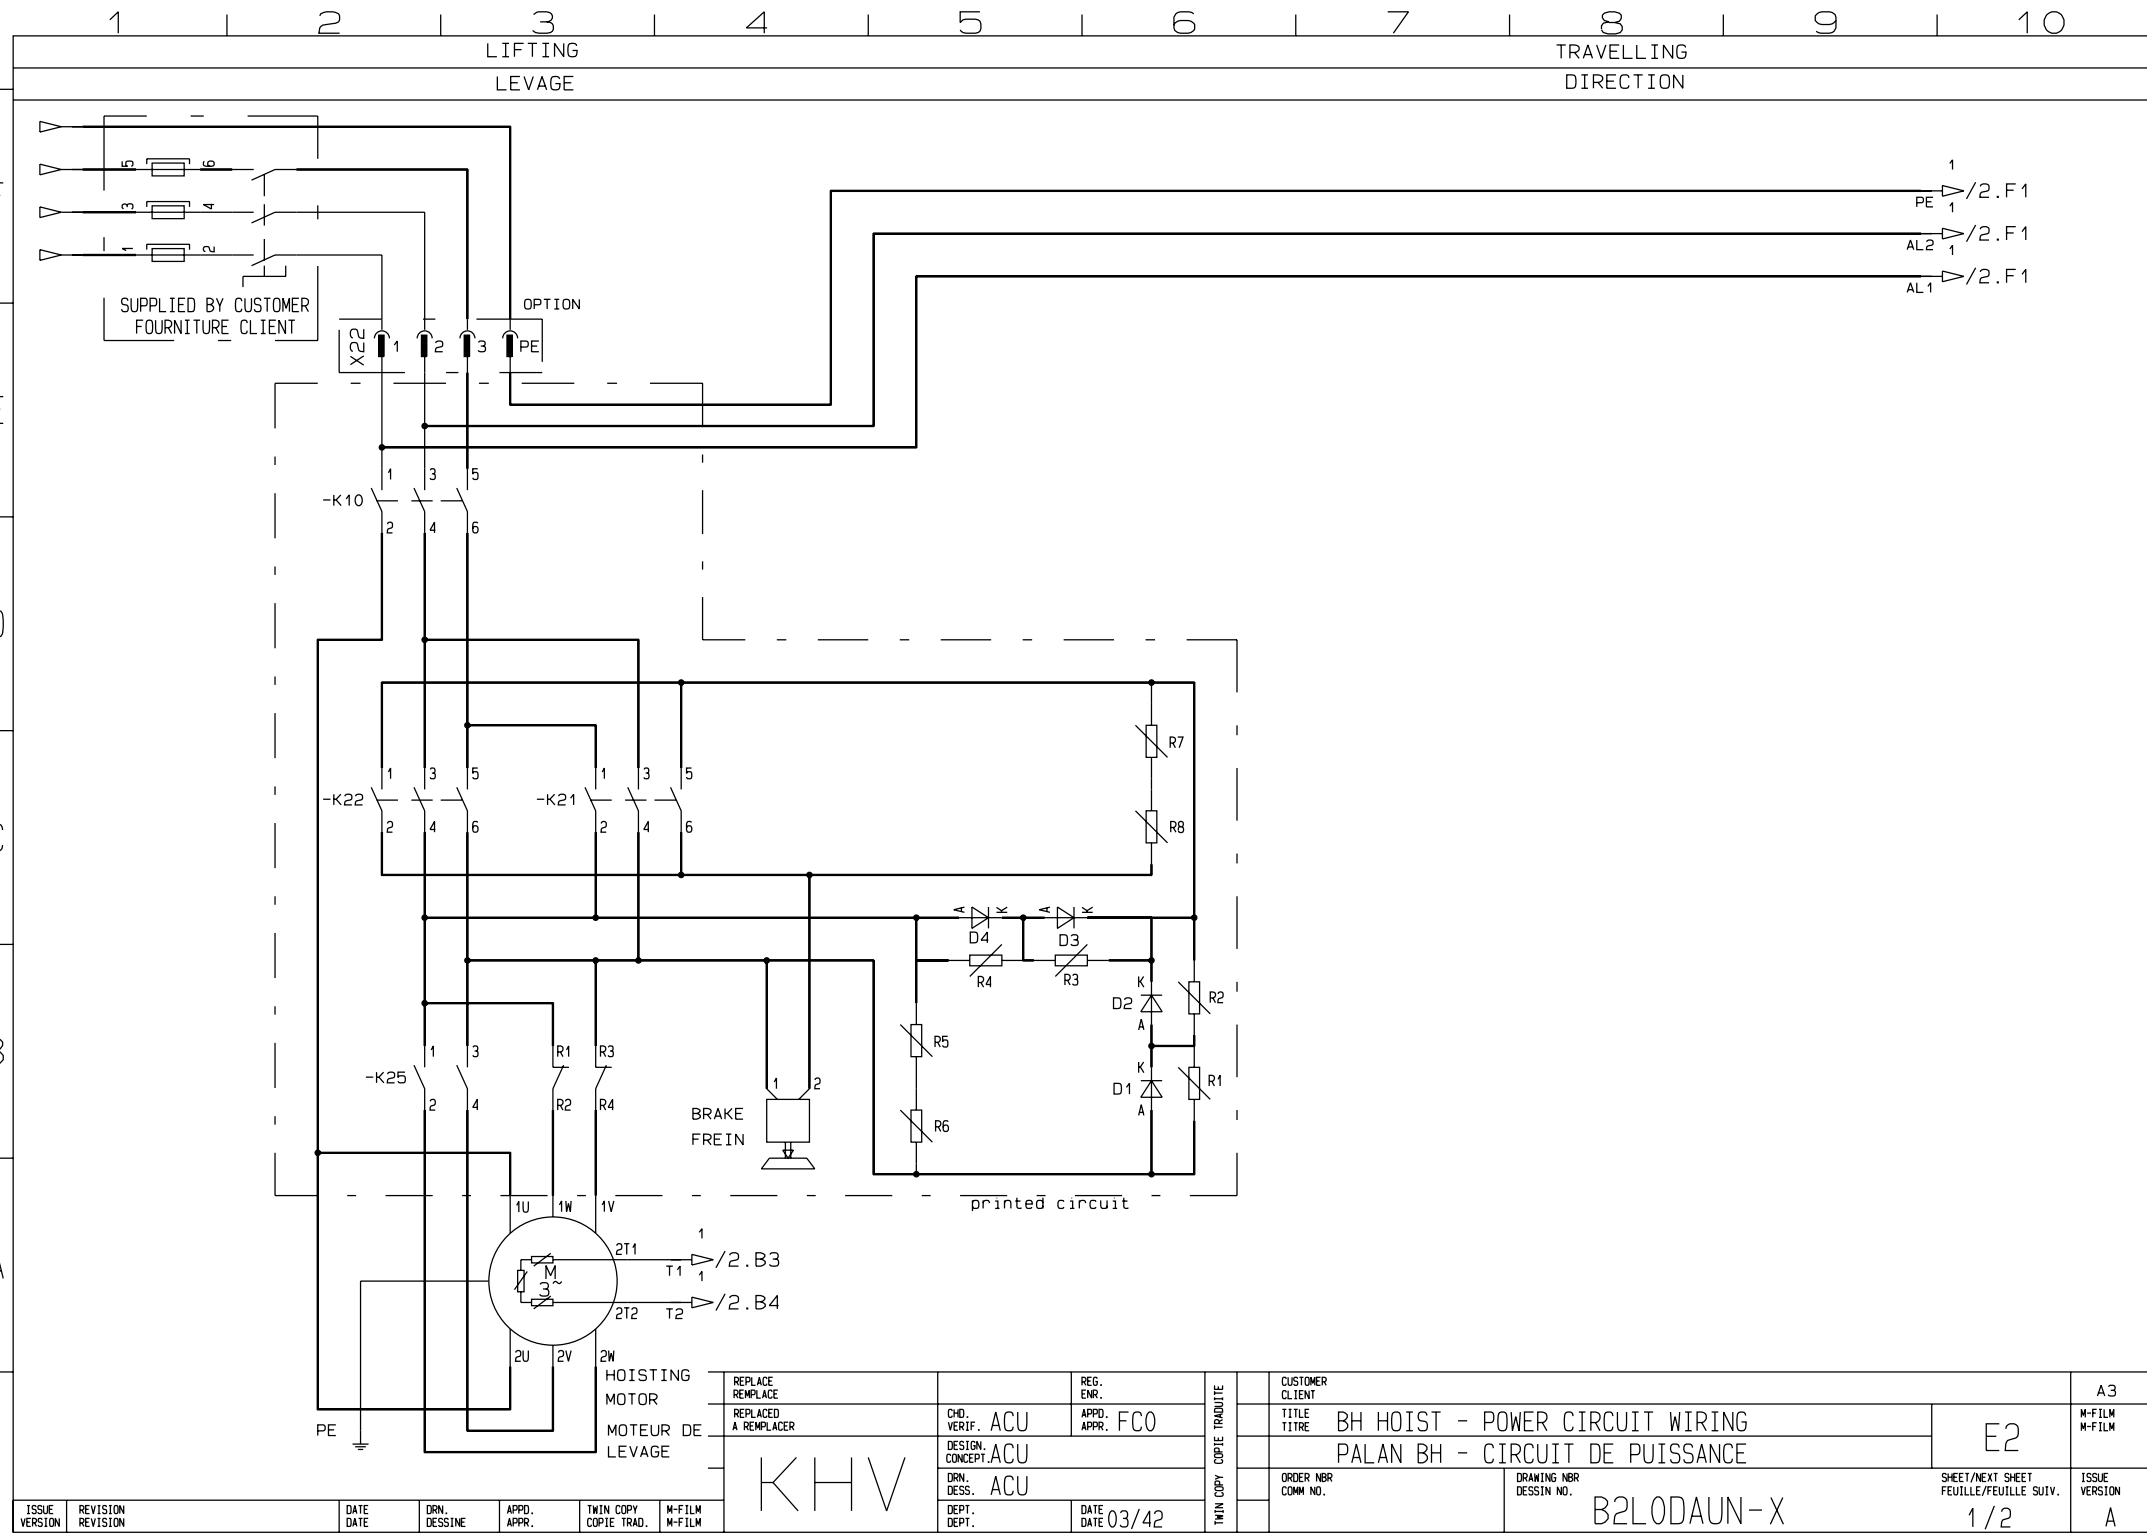 1 2 3 4 5 6 7 8 9 10
LIFTING TRAVELLING
LEVAGE DIRECTION
5 6
3 4
1 2
SUPPLIED BY CUSTOMER
FOURNITURE CLIENT
OPTION
X22 1 2 3 PE
1
PE /2.F1
1
AL2 /2.F1
1
AL1 /2.F1
1 3 5
-K10
2 4 6
R7
1 3 5 1 3 5
-K22 -K21
2 4 6 2 4 6
R8
A K A K
D4 D3
R4 R3
K
D2 R2
A
R5
1 3 R1 R3
-K25
2 4 R2 R4
K
D1 R1
A
1 2
BRAKE
FREIN
R6
printed circuit
1U 1W 1V
1
2T1 T1 /2.B3
M
3~
1
2T2 T2 /2.B4
2U 2V 2W
HOISTING
MOTOR
MOTEUR DE
LEVAGE
PE
REPLACE
REMPLACE
REPLACED
A REMPLACER
KHV
REG.
ENR.
CHD.
VERIF. ACU
APPD.
APPR. FCO
DESIGN.
CONCEPT. ACU
DRN.
DESS. ACU
DEPT.
DEPT.
DATE
DATE 03/42
TWIN COPY COPIE TRADUITE
CUSTOMER
CLIENT
A3
TITLE
TITRE
BH HOIST - POWER CIRCUIT WIRING
PALAN BH - CIRCUIT DE PUISSANCE
E2
M-FILM
M-FILM
ORDER NBR
COMM NO.
DRAWING NBR
DESSIN NO.
B2LODAUN-X
SHEET/NEXT SHEET
FEUILLE/FEUILLE SUIV.
1/2
ISSUE
VERSION
A
ISSUE
VERSION
REVISION
REVISION
DATE
DATE
DRN.
DESSINE
APPD.
APPR.
TWIN COPY
COPIE TRAD.
M-FILM
M-FILM